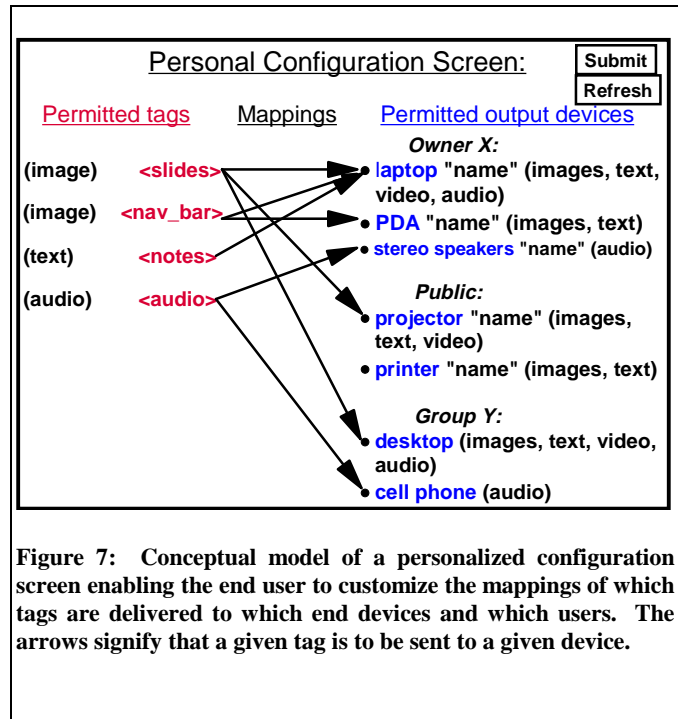 Personal Configuration Screen:
Submit
Refresh
Permitted tags Mappings Permitted output devices
Owner X:
(image) <slides> • laptop "name" (images, text,
video, audio)
(image) <nav_bar> • PDA "name" (images, text)
(text) <notes> • stereo speakers "name" (audio)
(audio) <audio>
Public:
• projector "name" (images,
text, video)
• printer "name" (images, text)
Group Y:
• desktop (images, text, video,
audio)
• cell phone (audio)
Figure 7: Conceptual model of a personalized configuration
screen enabling the end user to customize the mappings of which
tags are delivered to which end devices and which users. The
arrows signify that a given tag is to be sent to a given device.